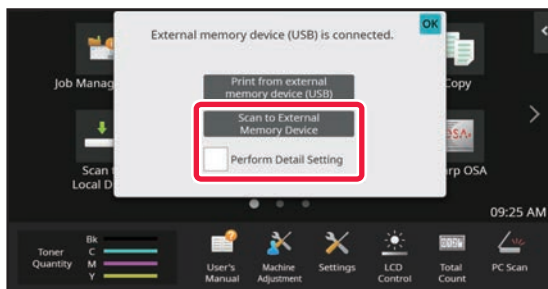 External memory device (USB) is connected.
OK
Print from external
memory device (USB)
Scan to External
Memory Device
Perform Detail Setting
Job Manag
Copy
Scan
Local D
rp OSA
09:25 AM
Toner
Quantity
Bk
C
M
Y
User's
Manual
Machine
Adjustment
Settings
LCD
Control
Total
Count
PC Scan